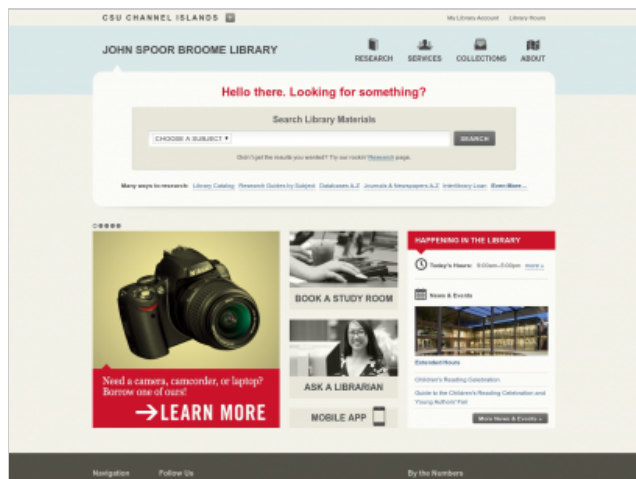 CSU CHANNEL ISLANDS
My Library Account Library Hours
JOHN SPOOR BROOME LIBRARY
RESEARCH SERVICES COLLECTIONS ABOUT
Hello there. Looking for something?
Search Library Materials
CHOOSE A SUBJECT
SEARCH
Didn't get the results you wanted? Try our rockin' Research page.
Many ways to research: Library Catalog Research Guides by Subject Databases A-Z Journals & Newspapers A-Z Interlibrary Loan Even More...
HAPPENING IN THE LIBRARY
Today's Hours: 9:00am-5:00pm more »
News & Events
Extended Hours
Children's Reading Celebration
Guide to the Children's Reading Celebration and
Young Authors' Fair
More News & Events »
BOOK A STUDY ROOM
ASK A LIBRARIAN
MOBILE APP
Need a camera, camcorder, or laptop?
Borrow one of ours!
→LEARN MORE
Navigation Follow Us By the Numbers